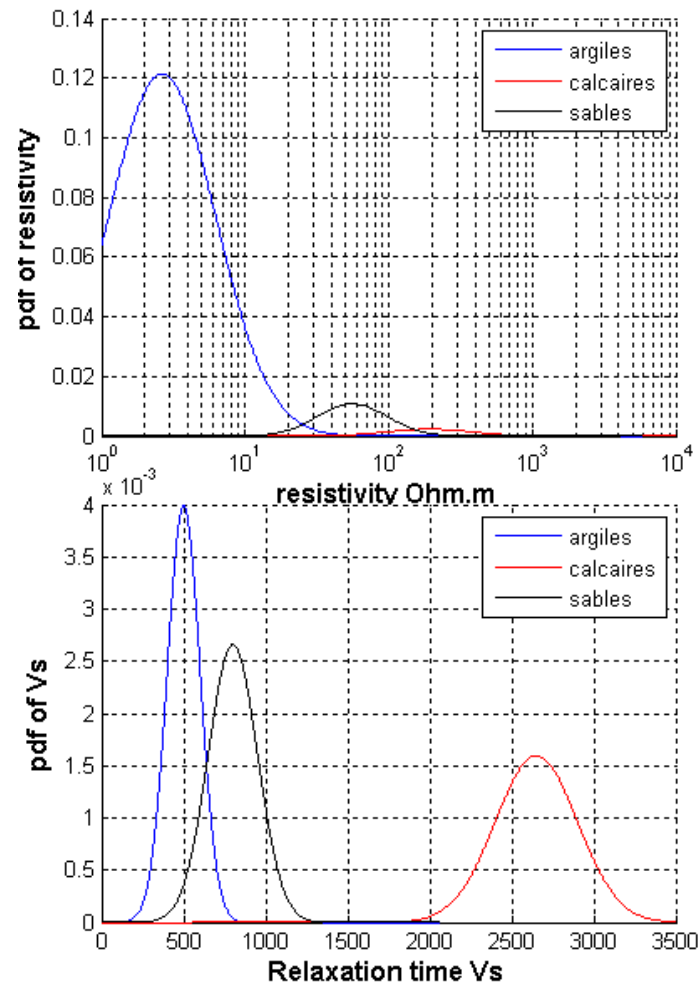 0.14
0.12
0.1
0.08
0.06
0.04
0.02
0
pdf of resistivity
argiles
calcaires
sables
10^0
10^1
10^2
10^3
10^4
resistivity Ohm.m
x 10^-3
4
3.5
3
2.5
2
1.5
1
0.5
0
pdf of Vs
argiles
calcaires
sables
0
500
1000
1500
2000
2500
3000
3500
Relaxation time Vs